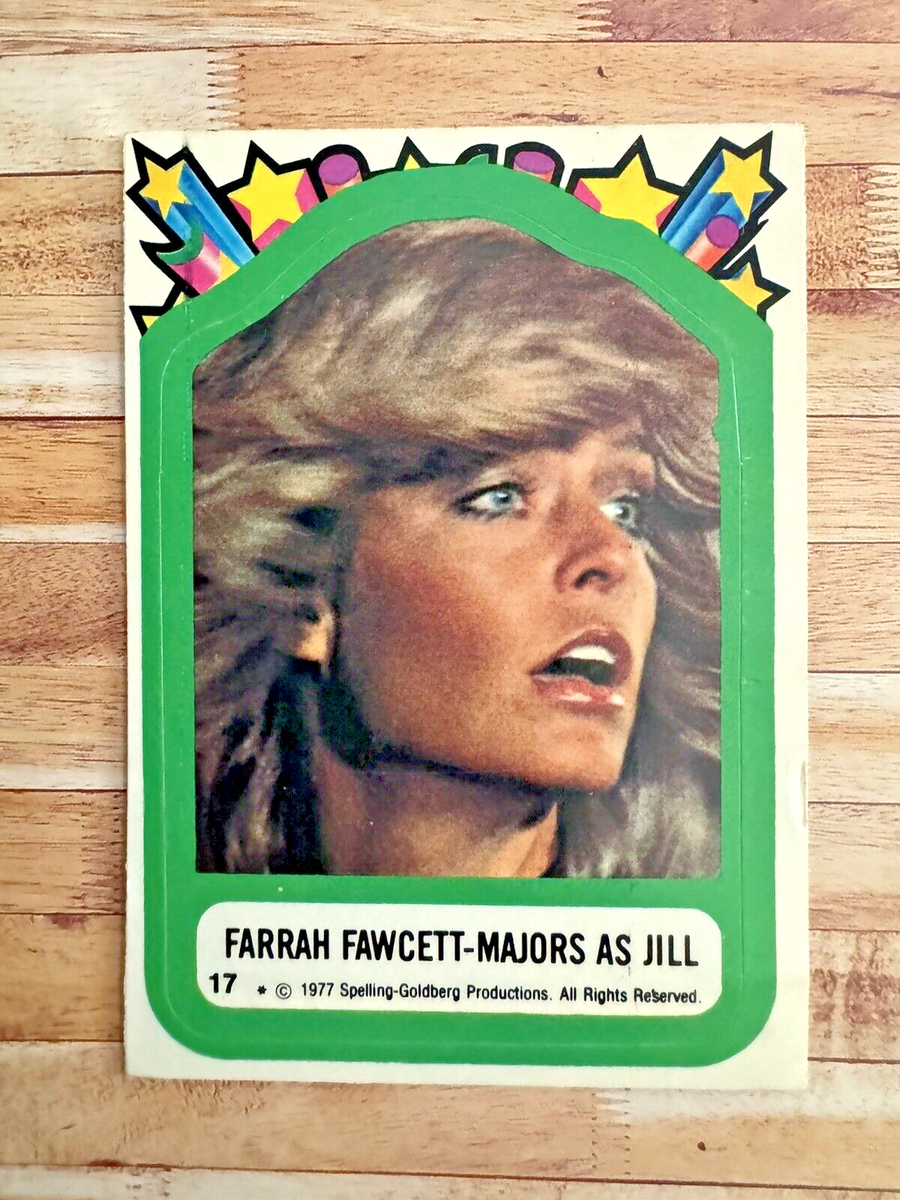 FARRAH FAWCETT-MAJORS AS JILL
17 * © 1977 Spelling-Goldberg Productions. All Rights Reserved.